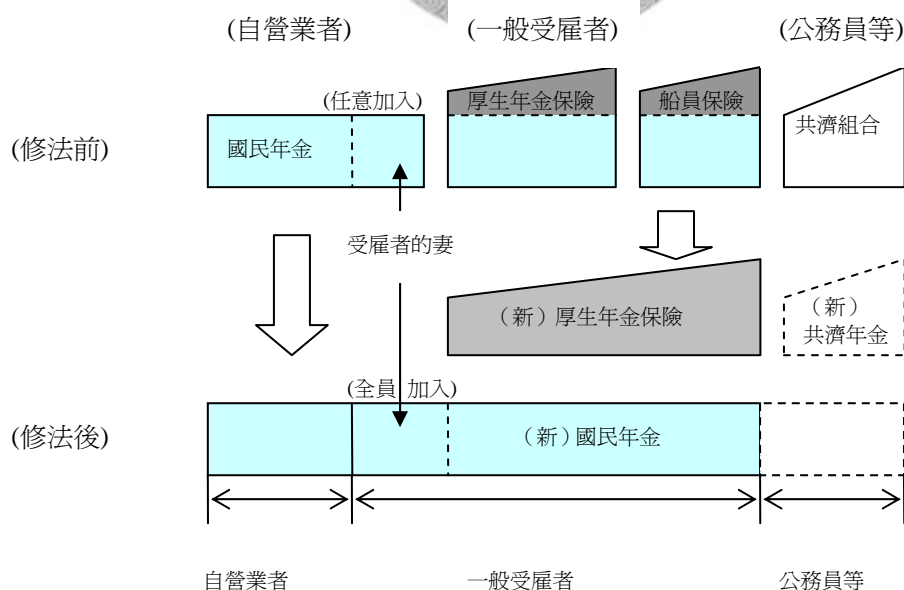 (自營業者) (一般受雇者) (公務員等)
(任意加入) 厚生年金保險 船員保險
共濟組合
(修法前) 國民年金
受雇者的妻
（新）厚生年金保險 （新）
共濟年金
(全員 加入)
(修法後) （新）國民年金
自營業者 一般受雇者 公務員等